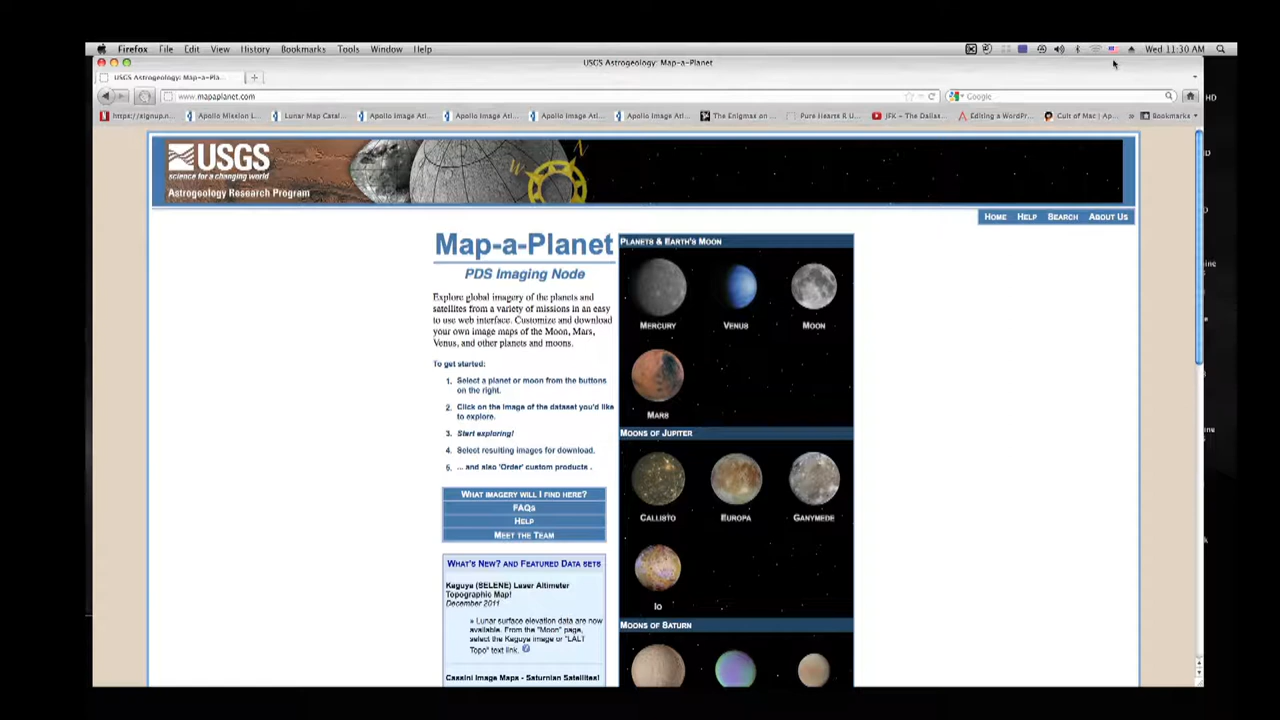 Firefox File Edit View History Bookmarks Tools Window Help Wed 11:30 AM
USGS Astrogeology: Map-a-Planet
USGS Astrogeology: Map-a-Pla...
www.mapaplanet.com Google
HD
https://signup.n... Apollo Mission L... Lunar Map Catal... Apollo Image Atl... Apollo Image Atl... Apollo Image Atl... Apollo Image Atl... The Enigmas on ... Pure Hearts R U... JFK – The Dallas... Editing a WordPr... Cult of Mac | Ap... » Bookmarks
USGS
science for a changing world
Astrogeology Research Program
W N
HOME HELP SEARCH ABOUT US
Map-a-Planet
PDS Imaging Node
Explore global imagery of the planets and
satellites from a variety of missions in an easy
to use web interface. Customize and download
your own image maps of the Moon, Mars,
Venus, and other planets and moons.
To get started:
1. Select a planet or moon from the buttons
on the right.
2. Click on the image of the dataset you'd like
to explore.
3. Start exploring!
4. Select resulting images for download.
5. ... and also 'Order' custom products .
WHAT IMAGERY WILL I FIND HERE?
FAQS
HELP
MEET THE TEAM
WHAT'S NEW? AND FEATURED DATA SETS
Kaguya (SELENE) Laser Altimeter
Topographic Map!
December 2011
» Lunar surface elevation data are now
available. From the "Moon" page,
select the Kaguya image or "LALT
Topo" text link.
Cassini Image Maps - Saturnian Satellites!
PLANETS & EARTH'S MOON
MERCURY VENUS MOON
MARS
MOONS OF JUPITER
CALLISTO EUROPA GANYMEDE
IO
MOONS OF SATURN